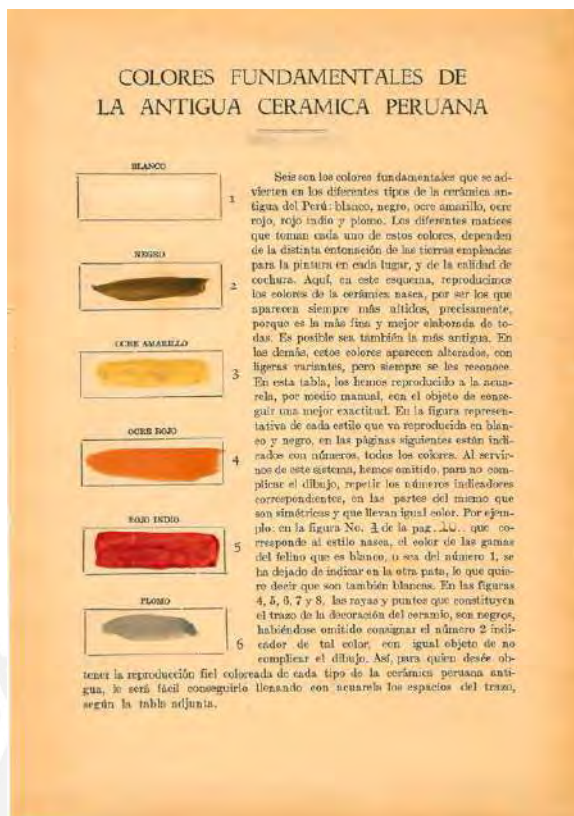 COLORES FUNDAMENTALES DE
LA ANTIGUA CERAMICA PERUANA
BLANCO
1
NEGRO
2
OCRE AMARILLO
3
OCRE ROJO
4
ROJO INDIO
5
PLOMO
6
Seis son los colores fundamentales que se ad-
vierten en los diferentes tipos de la cerámica an-
tigua del Perú: blanco, negro, ocre amarillo, ocre
rojo, rojo indio y plomo. Los diferentes matices
que toman cada uno de estos colores, dependen
de la distinta entonación de las tierras empleadas
para la pintura en cada lugar, y de la calidad de
cochura. Aquí, en este esquema, reproducimos
los colores de la cerámica nasca, por ser los que
aparecen siempre más nítidos, precisamente,
porque es la más fina y mejor elaborada de to-
das. Es posible sea también la más antigua. En
las demás, estos colores aparecen alterados, con
ligeras variantes, pero siempre se les reconoce.
En esta tabla, los hemos reproducido a la acua-
rela, por medio manual, con el objeto de conse-
guir una mejor exactitud. En la figura represen-
tativa de cada estilo que va reproducida en blan-
co y negro, en las páginas siguientes están indi-
cados con números, todos los colores. Al servir-
nos de este sistema, hemos omitido, para no com-
plicar el dibujo, repetir los números indicadores
correspondientes, en las partes del mismo que
son simétricas y que llevan igual color. Por ejem-
plo: en la figura No. de la pag. 10.. que co-
rresponde al estilo nasca, el color de las gamas
del felino que es blanco, o sea del número 1, se
ha dejado de indicar en la otra pata, lo que quie-
re decir que son también blancas. En las figuras
4, 5, 6, 7 y 8, las rayas y puntos que constituyen
el trazo de la decoración del ceramio, son negros,
habiéndose omitido consignar el número 2 indi-
cador de tal color, con igual objeto de no
complicar el dibujo. Así, para quien desée ob-
tener la reproducción fiel coloreada de cada tipo de la cerámica peruana anti-
gua, le será fácil conseguirlo llenando con acuarela los espacios del trazo,
según la tabla adjunta.